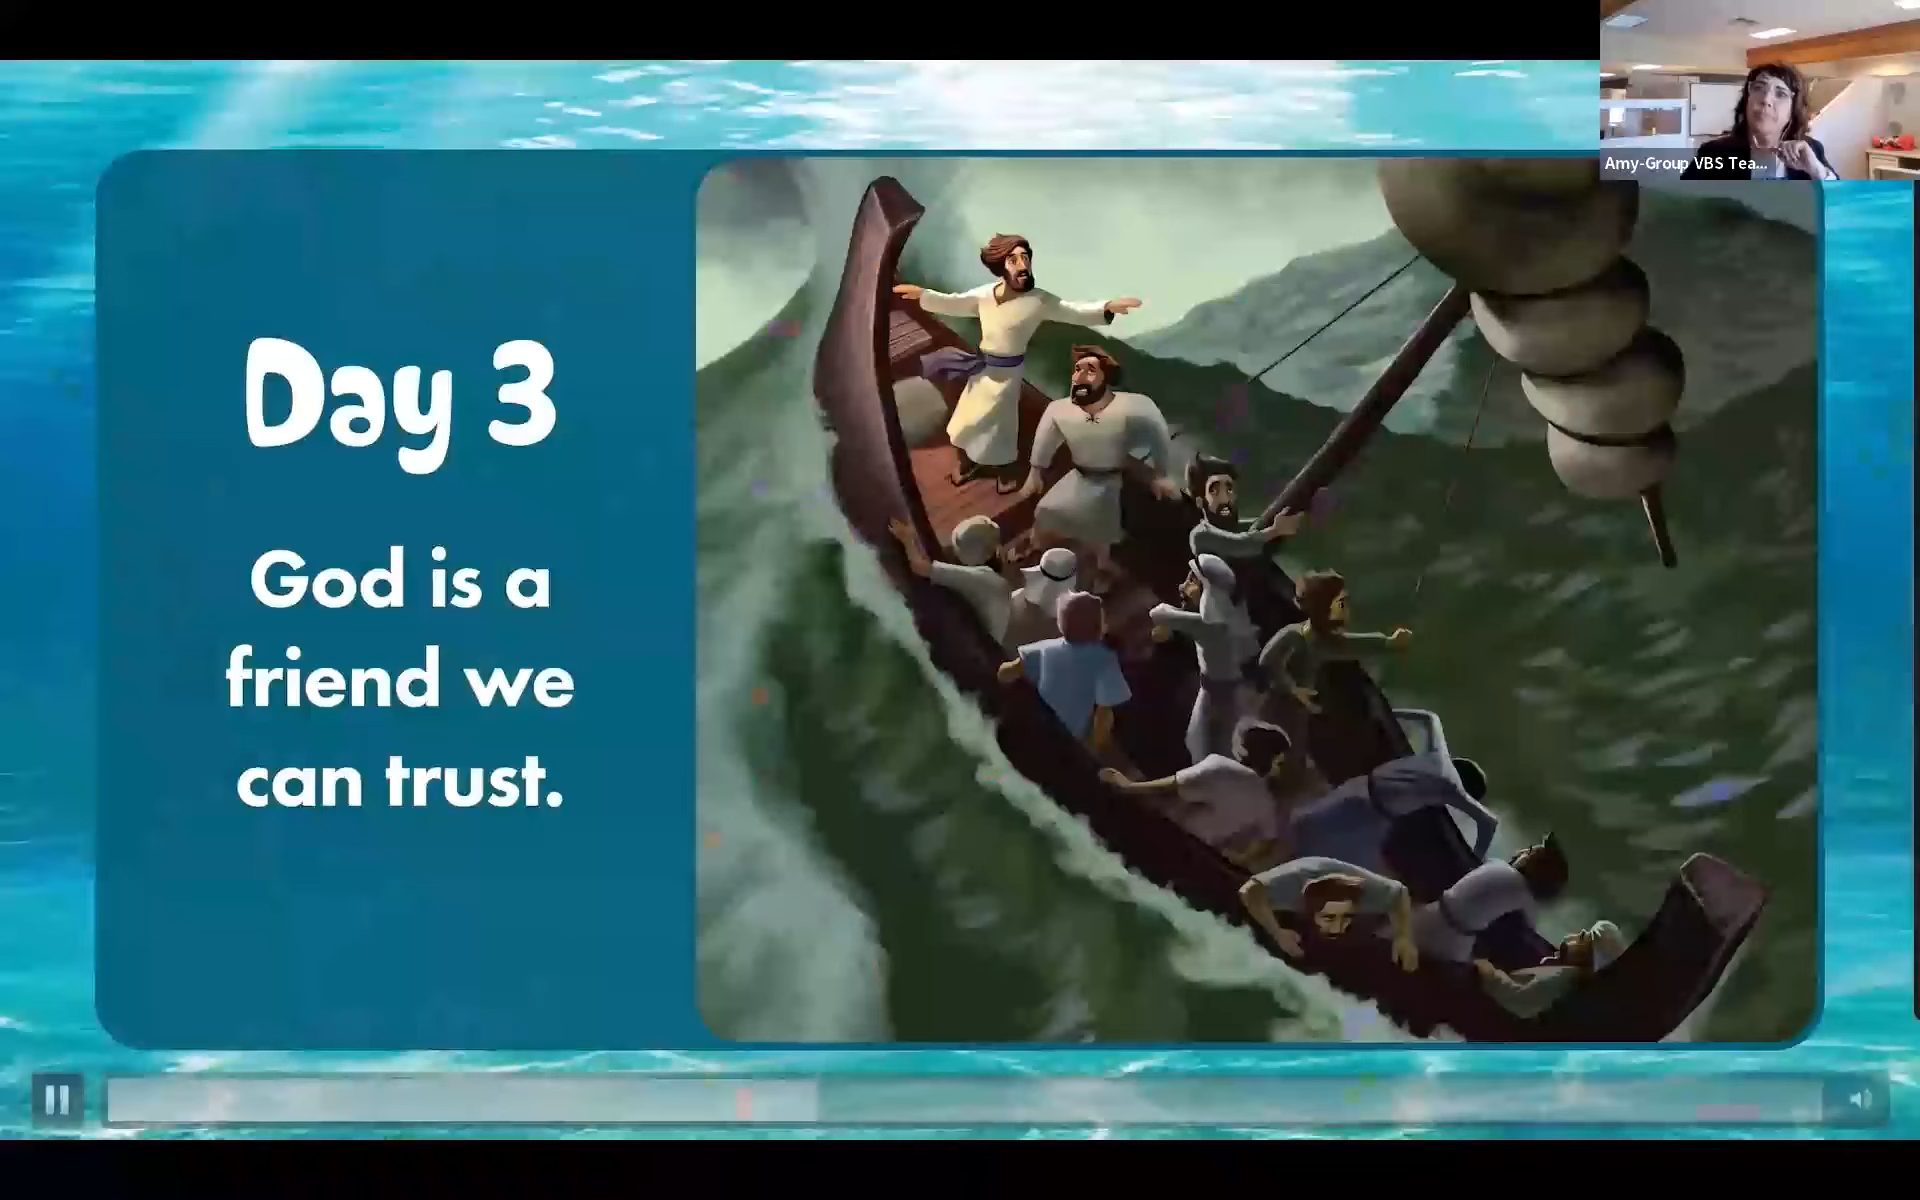 Amy-Group VBS Tea...
Day 3
God is a
friend we
can trust.